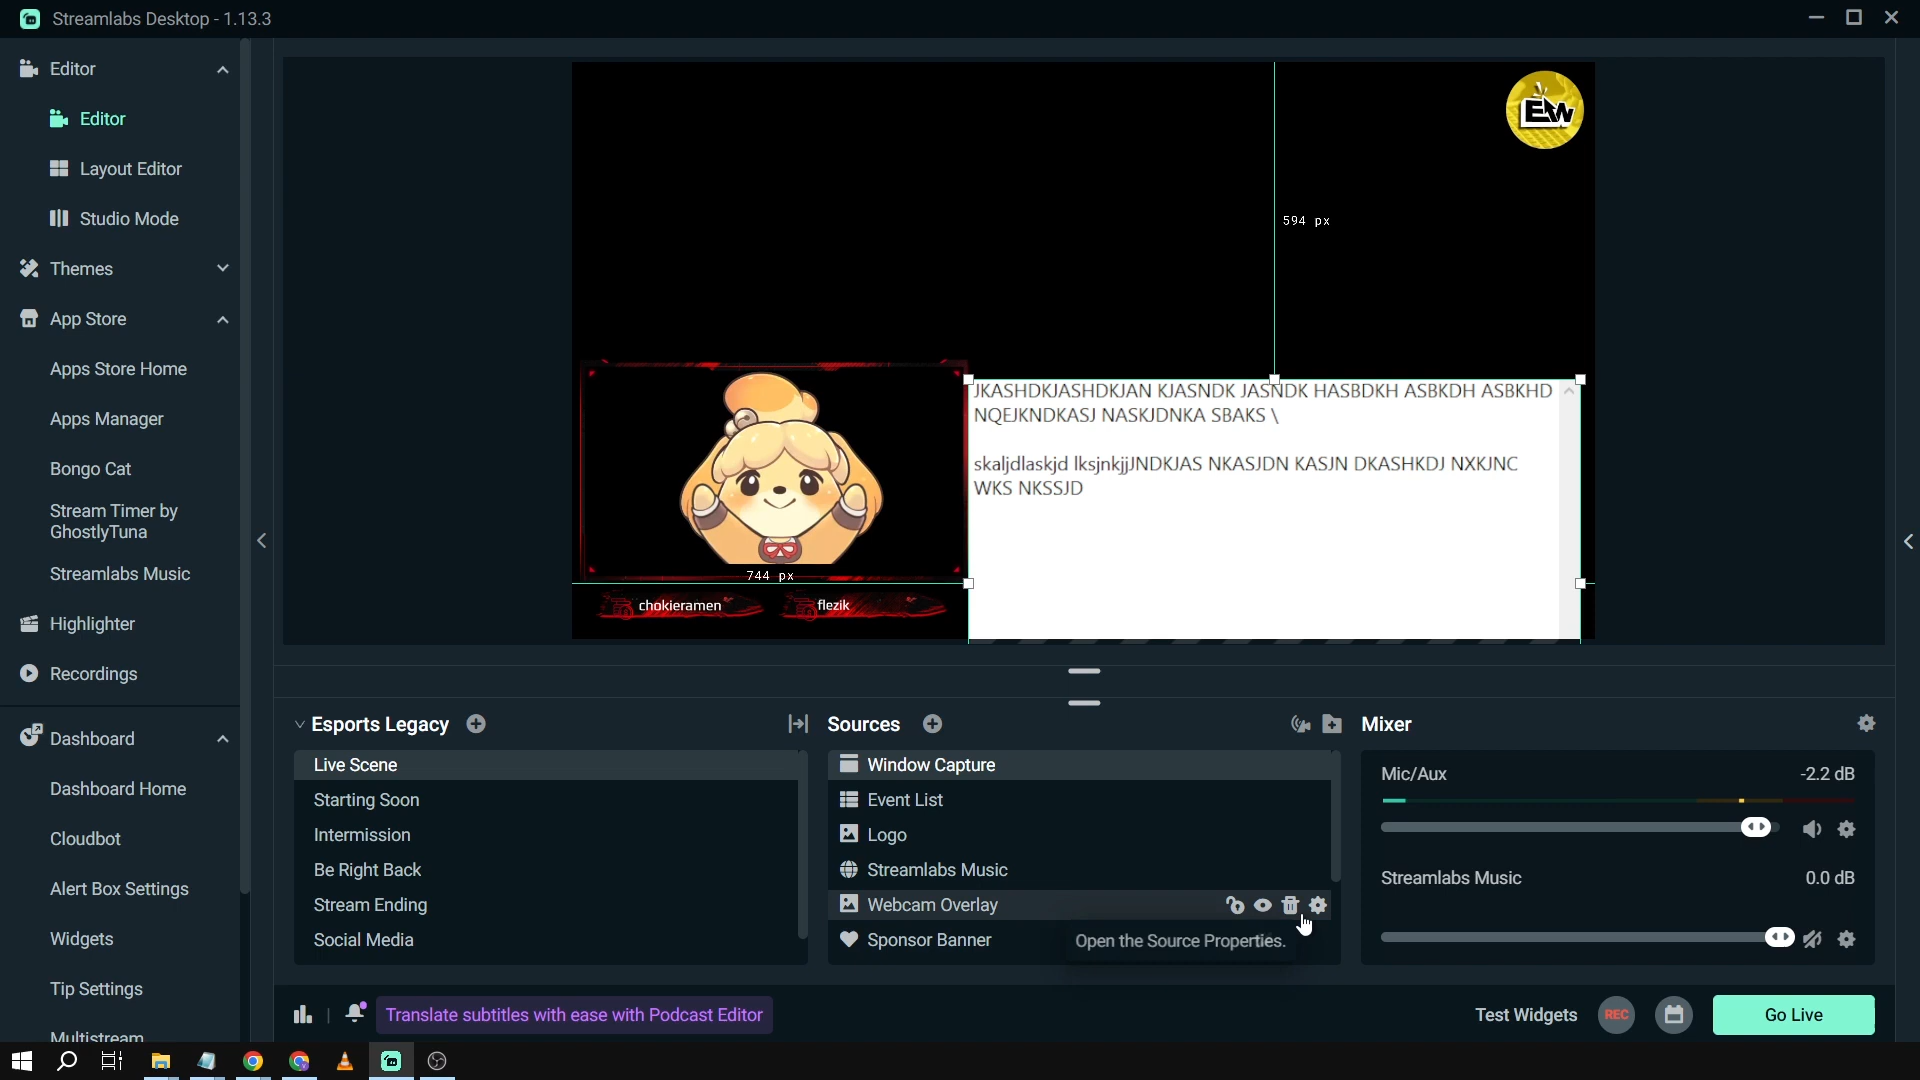 Streamlabs Desktop - 1.13.3
Editor
Editor
Layout Editor
Studio Mode
Themes
App Store
Apps Store Home
Apps Manager
Bongo Cat
Stream Timer by
GhostlyTuna
Streamlabs Music
Highlighter
Recordings
Dashboard
Dashboard Home
Cloudbot
Alert Box Settings
Widgets
Tip Settings
Multistream
EW
594 px
JKASHDKJASHDKJAN KJASNDK JASNDK HASBDKH ASBKDH ASBKHD
NQEJKNDKASJ NASKJDNKA SBAKS \
skaljdlaskjd lksjnkjjJNDKJAS NKASJDN KASJN DKASHKDJ NXKJNC
WKS NKSSJD
744 px
chokieramen
flezik
Esports Legacy
Live Scene
Starting Soon
Intermission
Be Right Back
Stream Ending
Social Media
Sources
Window Capture
Event List
Logo
Streamlabs Music
Webcam Overlay
Sponsor Banner
Open the Source Properties.
Mixer
Mic/Aux
-2.2 dB
Streamlabs Music
0.0 dB
Translate subtitles with ease with Podcast Editor
Test Widgets
REC
Go Live